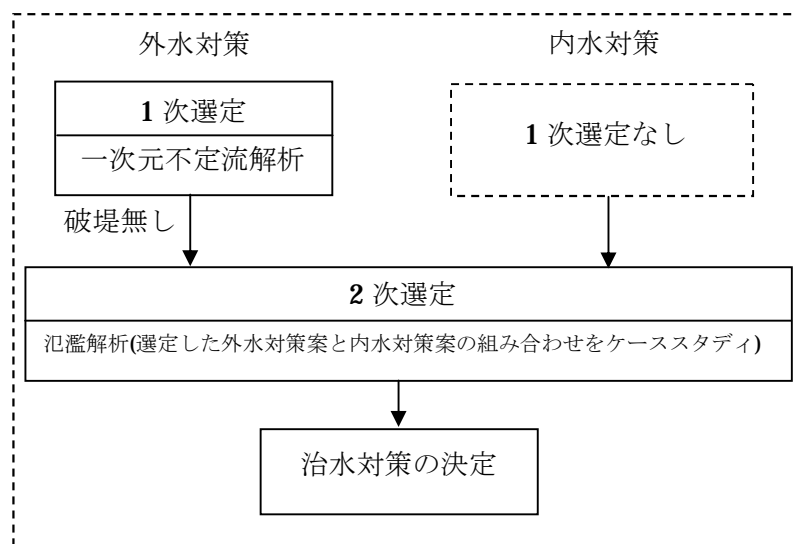 外水対策
内水対策
1 次選定
一次元不定流解析
1 次選定なし
破堤無し
2 次選定
氾濫解析(選定した外水対策案と内水対策案の組み合わせをケーススタディ)
治水対策の決定